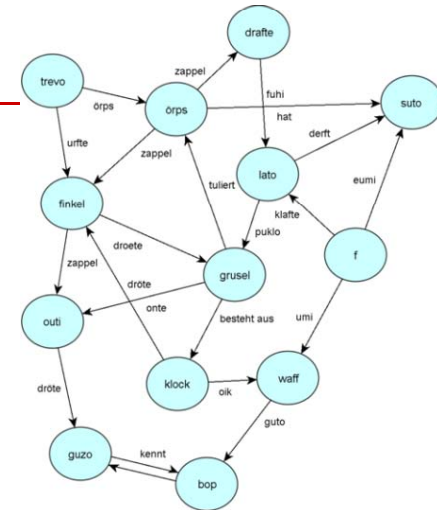 drafte
trevo
zappel
suto
örps
örps
fuhi
hat
urfte
derft
zappel
lato
eumi
tuliert
klafte
finkel
puklo
droete
f
zappel
grusel
dröte
onte
besteht aus
umi
outi
waff
klock
oik
dröte
guto
kennt
guzo
bop